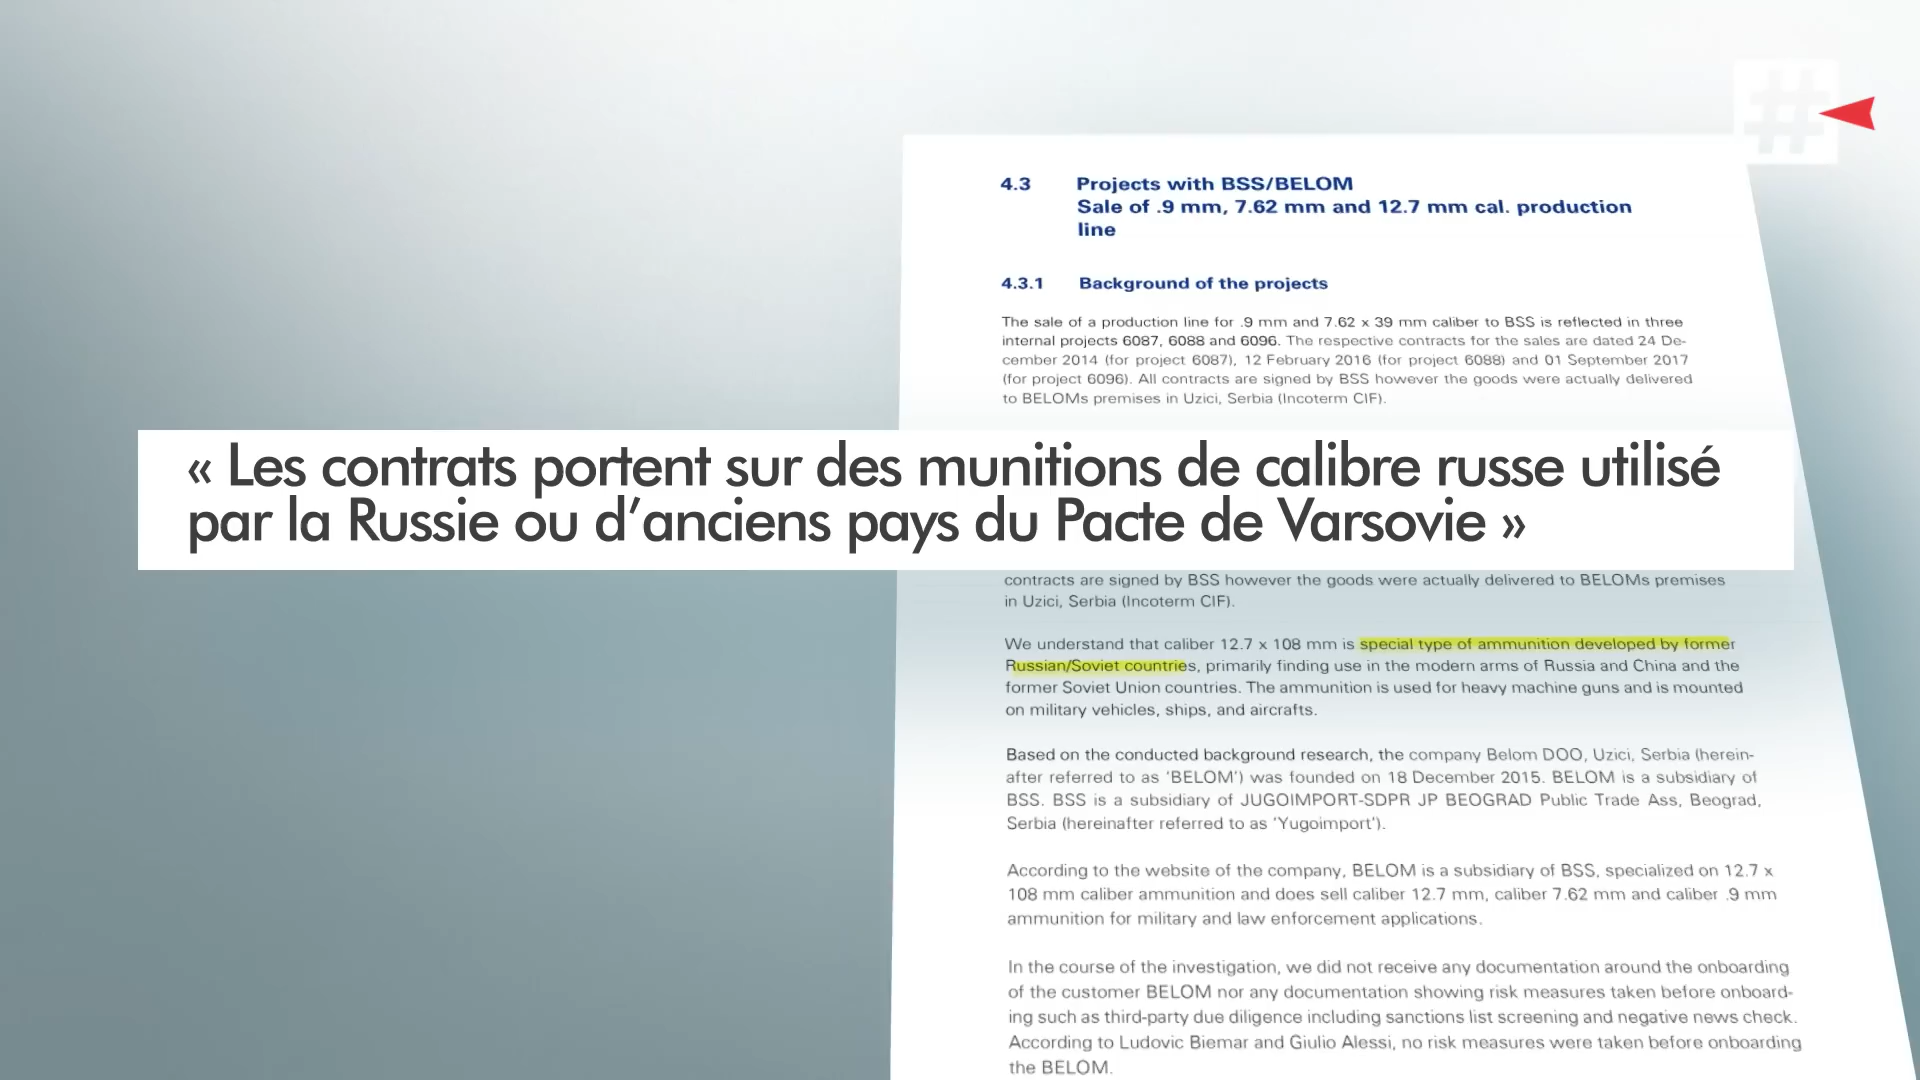 #
4.3 Projects with BSS/BELOM
Sale of .9 mm, 7.62 mm and 12.7 mm cal. production
line
4.3.1 Background of the projects
The sale of a production line for .9 mm and 7.62 x 39 mm caliber to BSS is reflected in three
internal projects 6087, 6088 and 6096. The respective contracts for the sales are dated 24 De-
cember 2014 (for project 6087), 12 February 2016 (for project 6088) and 01 September 2017
(for project 6096). All contracts are signed by BSS however the goods were actually delivered
to BELOMs premises in Uzici, Serbia (Incoterm CIF).
« Les contrats portent sur des munitions de calibre russe utilisé
par la Russie ou d’anciens pays du Pacte de Varsovie »
contracts are signed by BSS however the goods were actually delivered to BELOMs premises
in Uzici, Serbia (Incoterm CIF).
We understand that caliber 12.7 x 108 mm is special type of ammunition developed by former
Russian/Soviet countries, primarily finding use in the modern arms of Russia and China and the
former Soviet Union countries. The ammunition is used for heavy machine guns and is mounted
on military vehicles, ships, and aircrafts.
Based on the conducted background research, the company Belom DOO, Uzici, Serbia (herein-
after referred to as ‘BELOM’) was founded on 18 December 2015. BELOM is a subsidiary of
BSS. BSS is a subsidiary of JUGOIMPORT-SDPR JP BEOGRAD Public Trade Ass, Beograd,
Serbia (hereinafter referred to as ‘Yugoimport’).
According to the website of the company, BELOM is a subsidiary of BSS, specialized on 12.7 x
108 mm caliber ammunition and does sell caliber 12.7 mm, caliber 7.62 mm and caliber .9 mm
ammunition for military and law enforcement applications.
In the course of the investigation, we did not receive any documentation around the onboarding
of the customer BELOM nor any documentation showing risk measures taken before onboard-
ing such as third-party due diligence including sanctions list screening and negative news check.
According to Ludovic Biemar and Giulio Alessi, no risk measures were taken before onboarding
the BELOM.